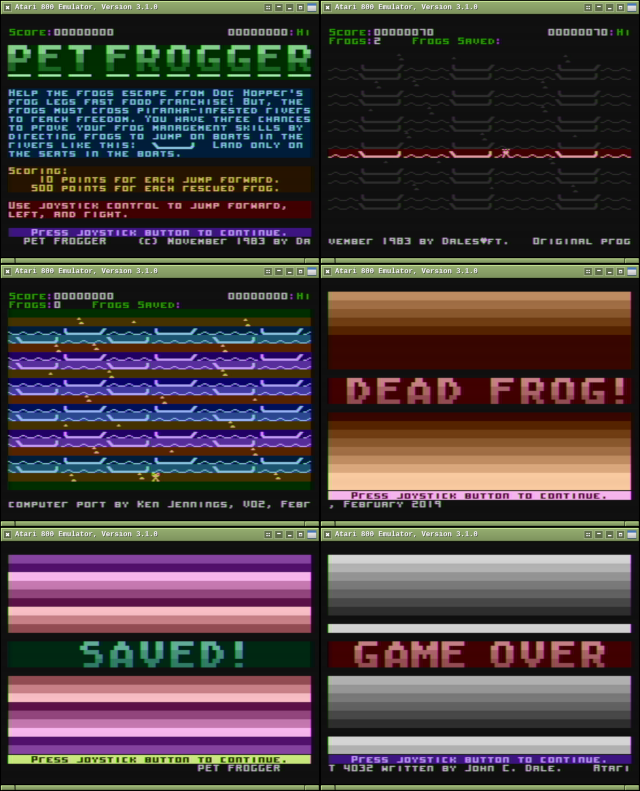 Atari 800 Emulator, Version 3.1.0
Score:00000000 00000000:Hi
PET FROGGER
Help the frogs escape from Doc Hopper's
frog legs fast food franchise! But, the
frogs must cross piranha-infested rivers
to reach freedom. You have three chances
to prove your frog management skills by
directing frogs to jump on boats in the
rivers like this: Land only on
the seats in the boats.
Scoring:
10 points for each jump forward.
500 points for each rescued frog.
Use joystick control to jump forward,
left, and right.
Press joystick button to continue.
PET FROGGER (c) November 1983 by Da
Atari 800 Emulator, Version 3.1.0
Score:00000070 00000070:Hi
Frogs:2 Frogs Saved:
vember 1983 by Dales♥ft. Original prog
Atari 800 Emulator, Version 3.1.0
Score:00000000 00000000:Hi
Frogs:0 Frogs Saved:
computer port by Ken Jennings, V02, Febr
Atari 800 Emulator, Version 3.1.0
DEAD FROG!
Press joystick button to continue.
, February 2019
Atari 800 Emulator, Version 3.1.0
SAVED!
Press joystick button to continue.
PET FROGGER
Atari 800 Emulator, Version 3.1.0
GAME OVER
Press joystick button to continue.
T 4032 written by John C. Dale. Atari